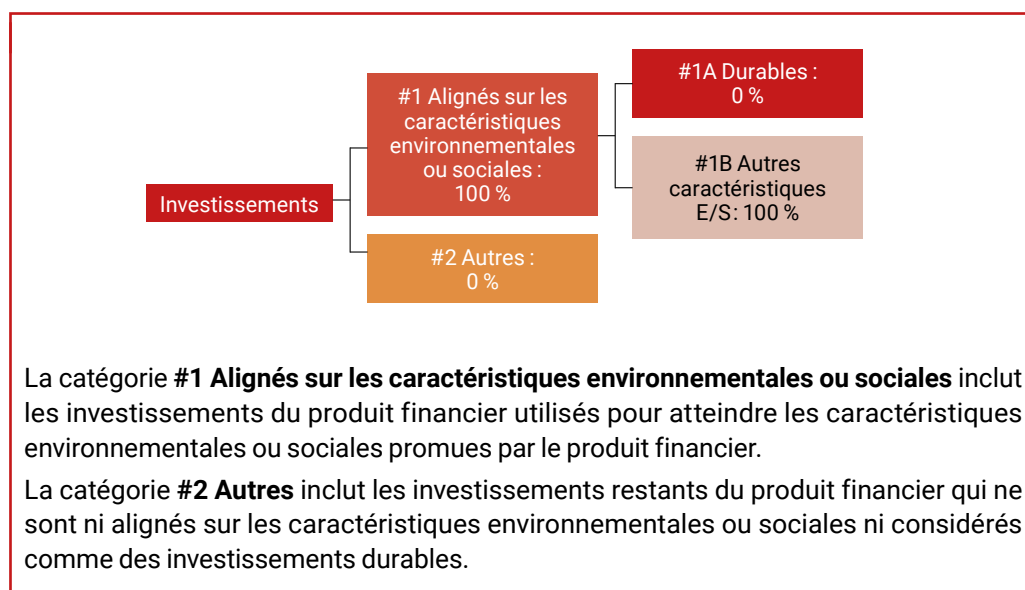 Investissements
#1 Alignés sur les
caractéristiques
environnementales
ou sociales :
100 %
#2 Autres :
0 %
#1A Durables :
0 %
#1B Autres
caractéristiques
E/S : 100 %
La catégorie #1 Alignés sur les caractéristiques environnementales ou sociales inclut
les investissements du produit financier utilisés pour atteindre les caractéristiques
environnementales ou sociales promues par le produit financier.
La catégorie #2 Autres inclut les investissements restants du produit financier qui ne
sont ni alignés sur les caractéristiques environnementales ou sociales ni considérés
comme des investissements durables.